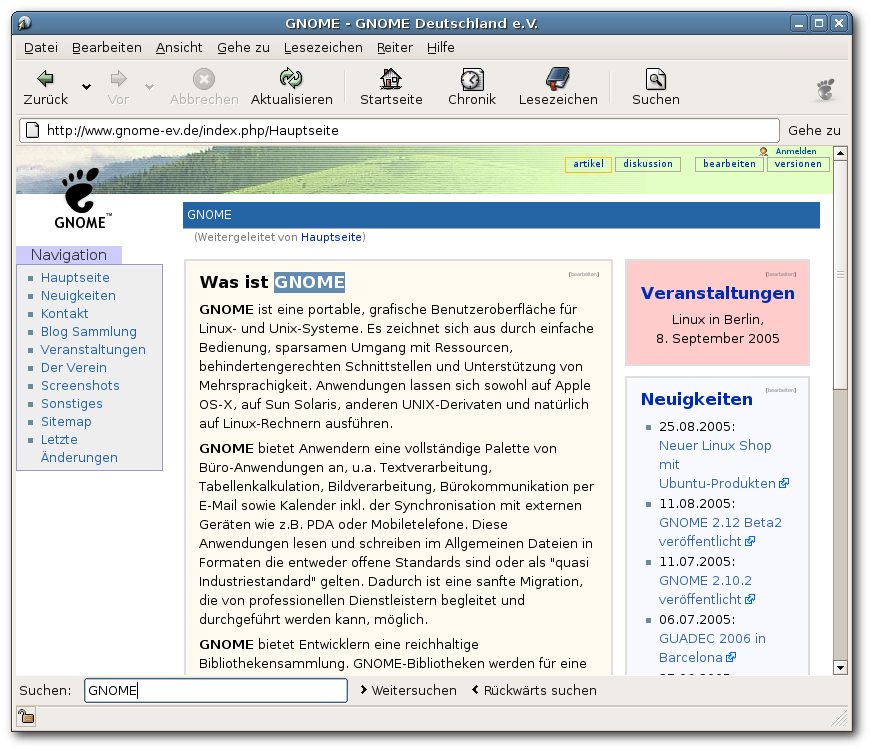 GNOME - GNOME Deutschland e.V.
Datei Bearbeiten Ansicht Gehe zu Lesezeichen Reiter Hilfe
Zurück Vor Abbrechen Aktualisieren Startseite Chronik Lesezeichen Suchen
http://www.gnome-ev.de/index.php/Hauptseite Gehe zu
Anmelden
artikel diskussion bearbeiten versionen
GNOME™
GNOME
(Weitergeleitet von Hauptseite)
Navigation
Hauptseite
Neuigkeiten
Kontakt
Blog Sammlung
Veranstaltungen
Der Verein
Screenshots
Sonstiges
Sitemap
Letzte
Änderungen
[bearbeiten]
Was ist GNOME
GNOME ist eine portable, grafische Benutzeroberfläche für
Linux- und Unix-Systeme. Es zeichnet sich aus durch einfache
Bedienung, sparsamen Umgang mit Ressourcen,
behindertengerechten Schnittstellen und Unterstützung von
Mehrsprachigkeit. Anwendungen lassen sich sowohl auf Apple
OS-X, auf Sun Solaris, anderen UNIX-Derivaten und natürlich
auf Linux-Rechnern ausführen.
GNOME bietet Anwendern eine vollständige Palette von
Büro-Anwendungen an, u.a. Textverarbeitung,
Tabellenkalkulation, Bildverarbeitung, Bürokommunikation per
E-Mail sowie Kalender inkl. der Synchronisation mit externen
Geräten wie z.B. PDA oder Mobiletelefone. Diese
Anwendungen lesen und schreiben im Allgemeinen Dateien in
Formaten die entweder offene Standards sind oder als "quasi
Industriestandard" gelten. Dadurch ist eine sanfte Migration,
die von professionellen Dienstleistern begleitet und
durchgeführt werden kann, möglich.
GNOME bietet Entwicklern eine reichhaltige
Bibliothekensammlung. GNOME-Bibliotheken werden für eine
[bearbeiten]
Veranstaltungen
Linux in Berlin,
8. September 2005
[bearbeiten]
Neuigkeiten
25.08.2005:
Neuer Linux Shop
mit
Ubuntu-Produkten
11.08.2005:
GNOME 2.12 Beta2
veröffentlicht
11.07.2005:
GNOME 2.10.2
veröffentlicht
06.07.2005:
GUADEC 2006 in
Barcelona
Suchen: GNOME Weitersuchen Rückwärts suchen